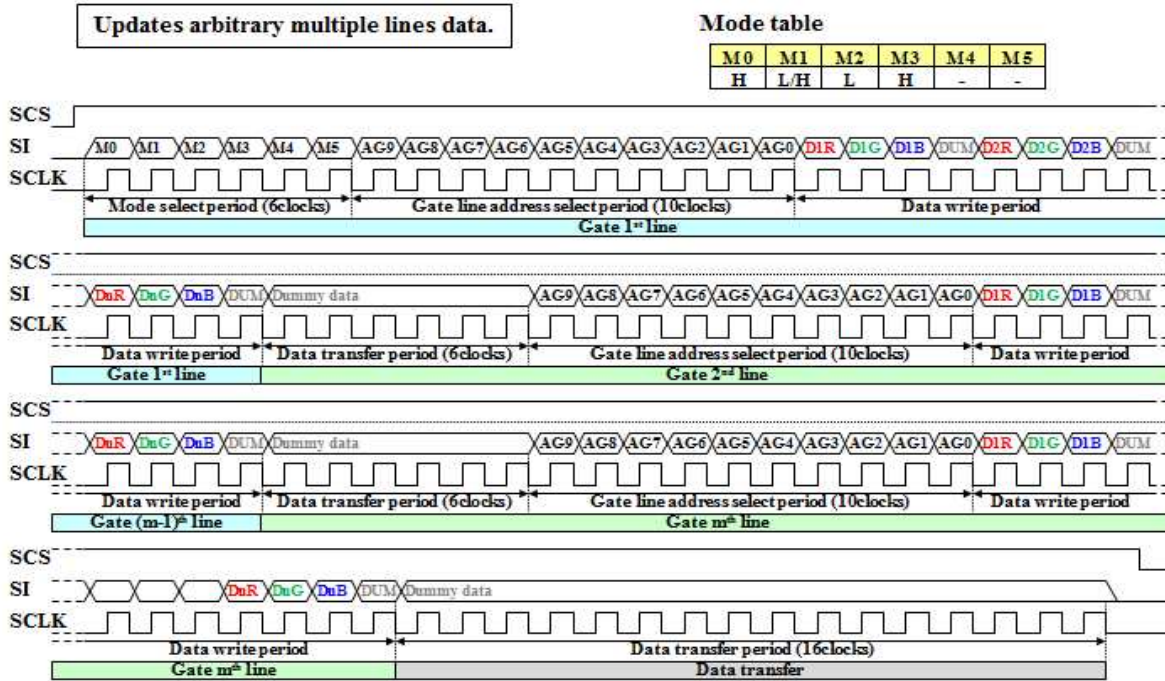 Updates arbitrary multiple lines data.
Mode table
M0 M1 M2 M3 M4 M5
H L/H L H - -
SCS
SI M0 M1 M2 M3 M4 M5 AG9 AG8 AG7 AG6 AG5 AG4 AG3 AG2 AG1 AG0 D1R D1G D1B DUM D2R D2G D2B DUM
SCLK
Mode select period (6clocks) Gate line address select period (10clocks) Data write period
Gate 1st line
SCS
SI DnR DnG DnB DUM Dummy data AG9 AG8 AG7 AG6 AG5 AG4 AG3 AG2 AG1 AG0 D1R D1G D1B DUM
SCLK
Data write period Data transfer period (6clocks) Gate line address select period (10clocks) Data write period
Gate 1st line Gate 2nd line
SCS
SI DnR DnG DnB DUM Dummy data AG9 AG8 AG7 AG6 AG5 AG4 AG3 AG2 AG1 AG0 D1R D1G D1B DUM
SCLK
Data write period Data transfer period (6clocks) Gate line address select period (10clocks) Data write period
Gate (m-1)th line Gate mth line
SCS
SI DnR DnG DnB DUM Dummy data
SCLK
Data write period Data transfer period (16clocks)
Gate mth line Data transfer